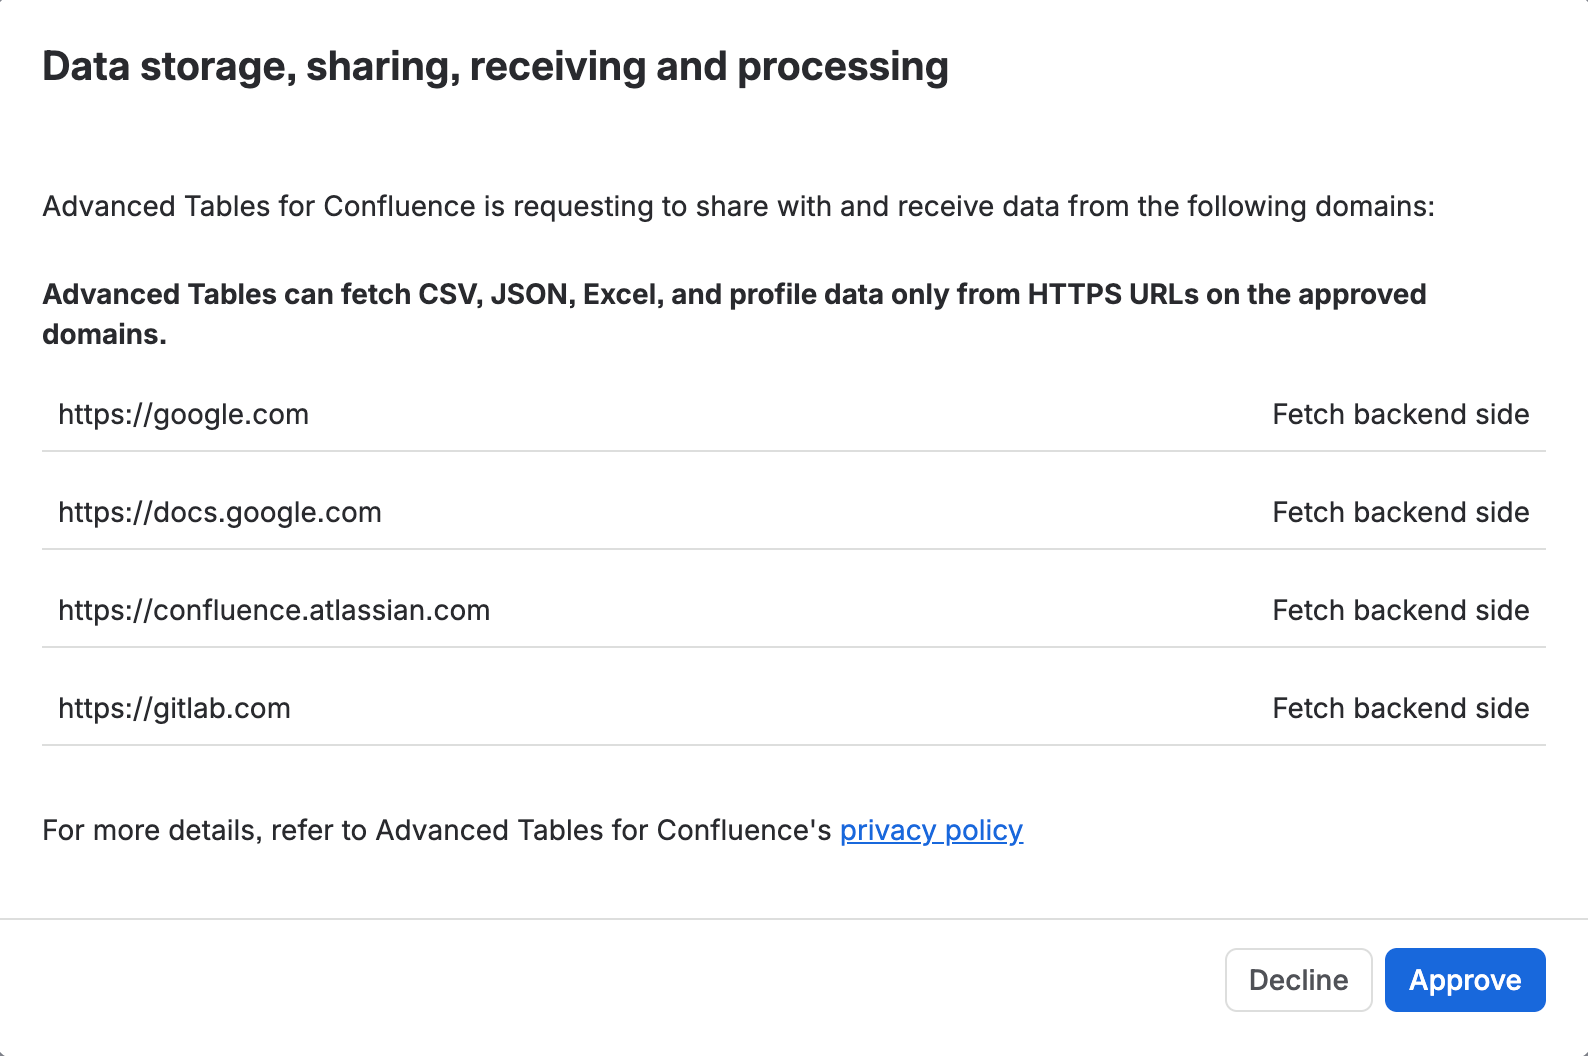 Data storage, sharing, receiving and processing
Advanced Tables for Confluence is requesting to share with and receive data from the following domains:
Advanced Tables can fetch CSV, JSON, Excel, and profile data only from HTTPS URLs on the approved
domains.
https://google.com Fetch backend side
https://docs.google.com Fetch backend side
https://confluence.atlassian.com Fetch backend side
https://gitlab.com Fetch backend side
For more details, refer to Advanced Tables for Confluence's privacy policy
Decline Approve